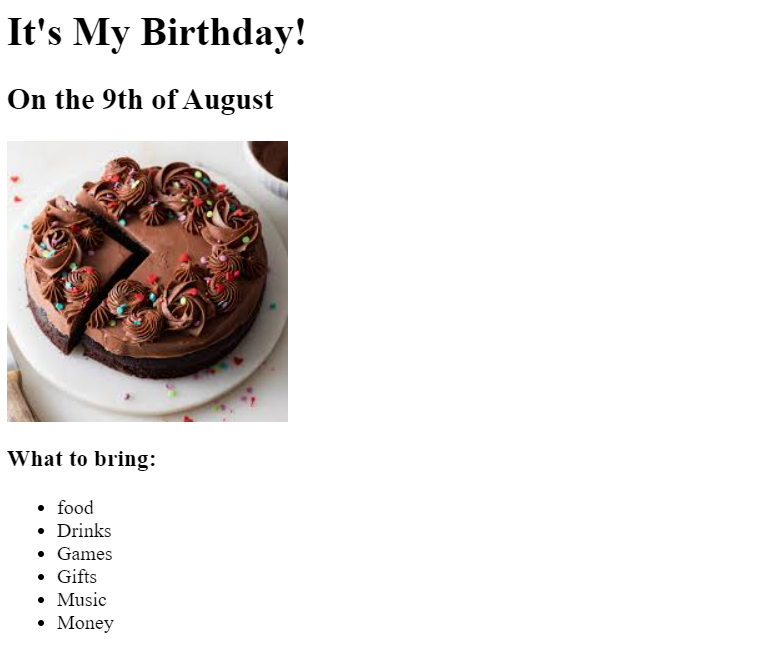 It's My Birthday!
On the 9th of August
What to bring:
food
Drinks
Games
Gifts
Music
Money